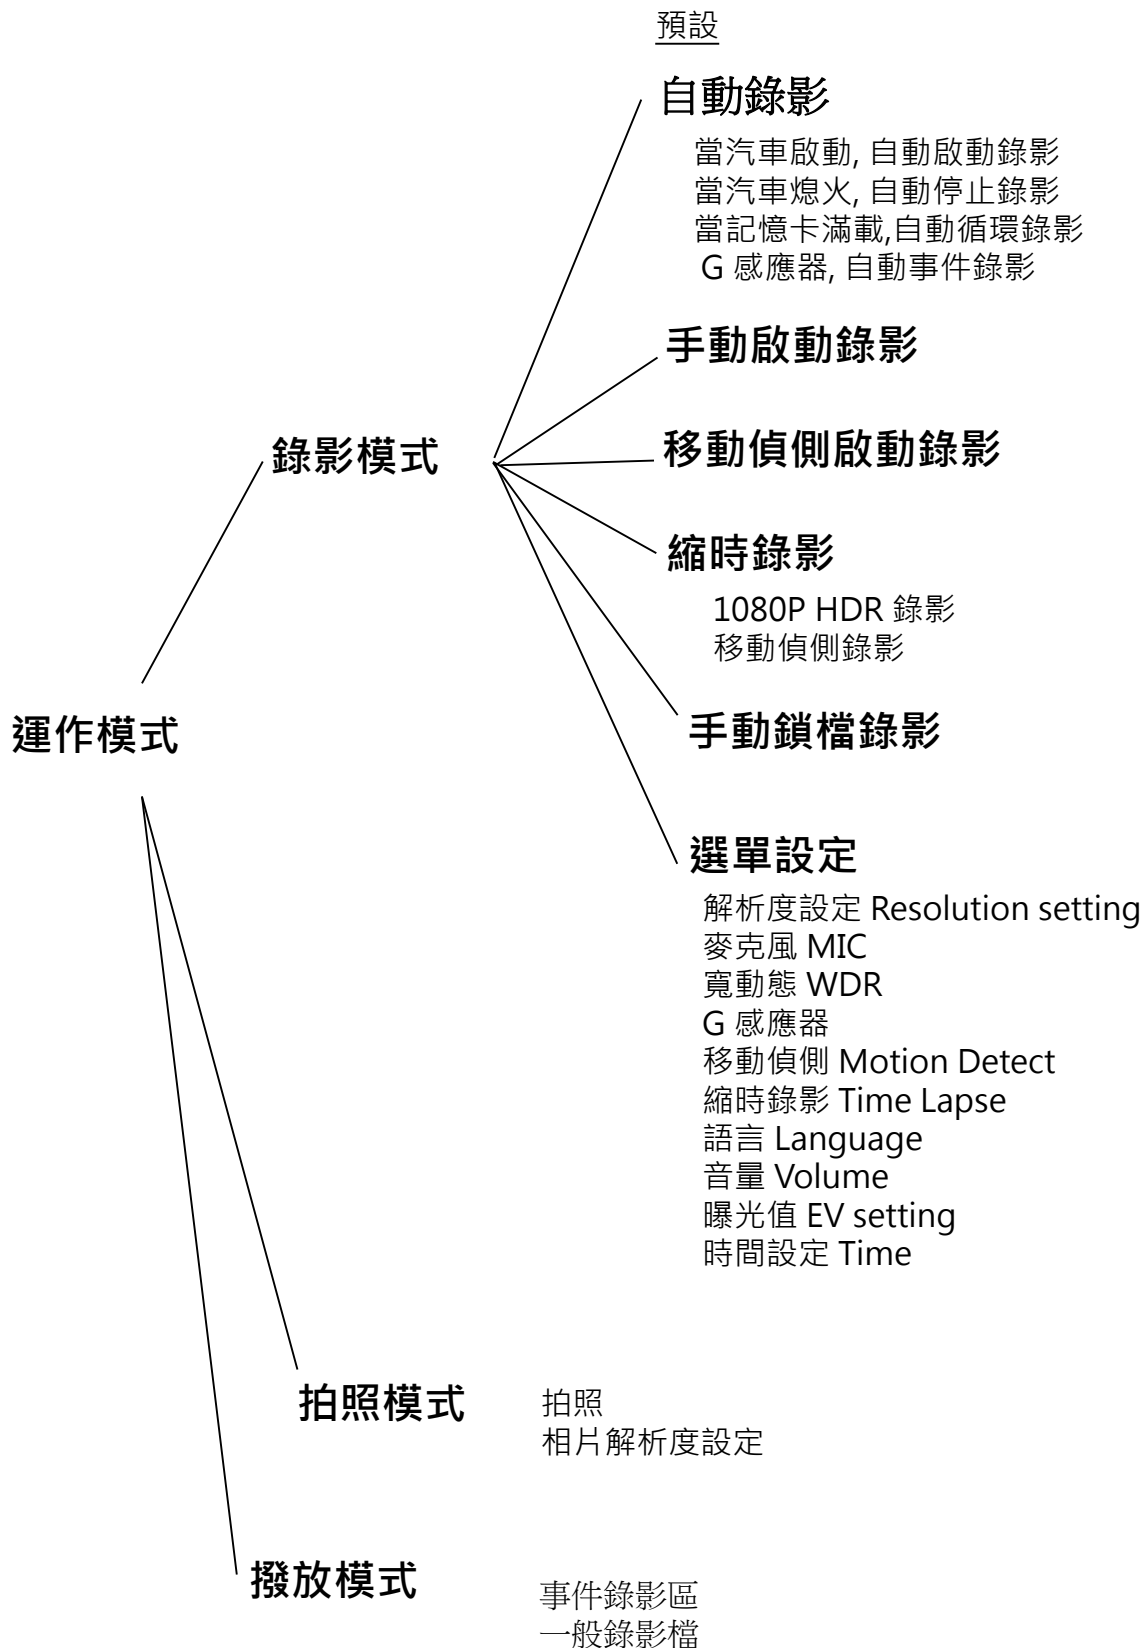 預設
自動錄影
當汽車啟動, 自動啟動錄影
當汽車熄火, 自動停止錄影
當記憶卡滿載,自動循環錄影
G 感應器, 自動事件錄影
手動啟動錄影
錄影模式
移動偵側啟動錄影
縮時錄影
1080P HDR 錄影
移動偵側錄影
運作模式
手動鎖檔錄影
選單設定
解析度設定 Resolution setting
麥克風 MIC
寬動態 WDR
G 感應器
移動偵側 Motion Detect
縮時錄影 Time Lapse
語言 Language
音量 Volume
曝光值 EV setting
時間設定 Time
拍照模式
拍照
相片解析度設定
撥放模式
事件錄影區
一般錄影檔